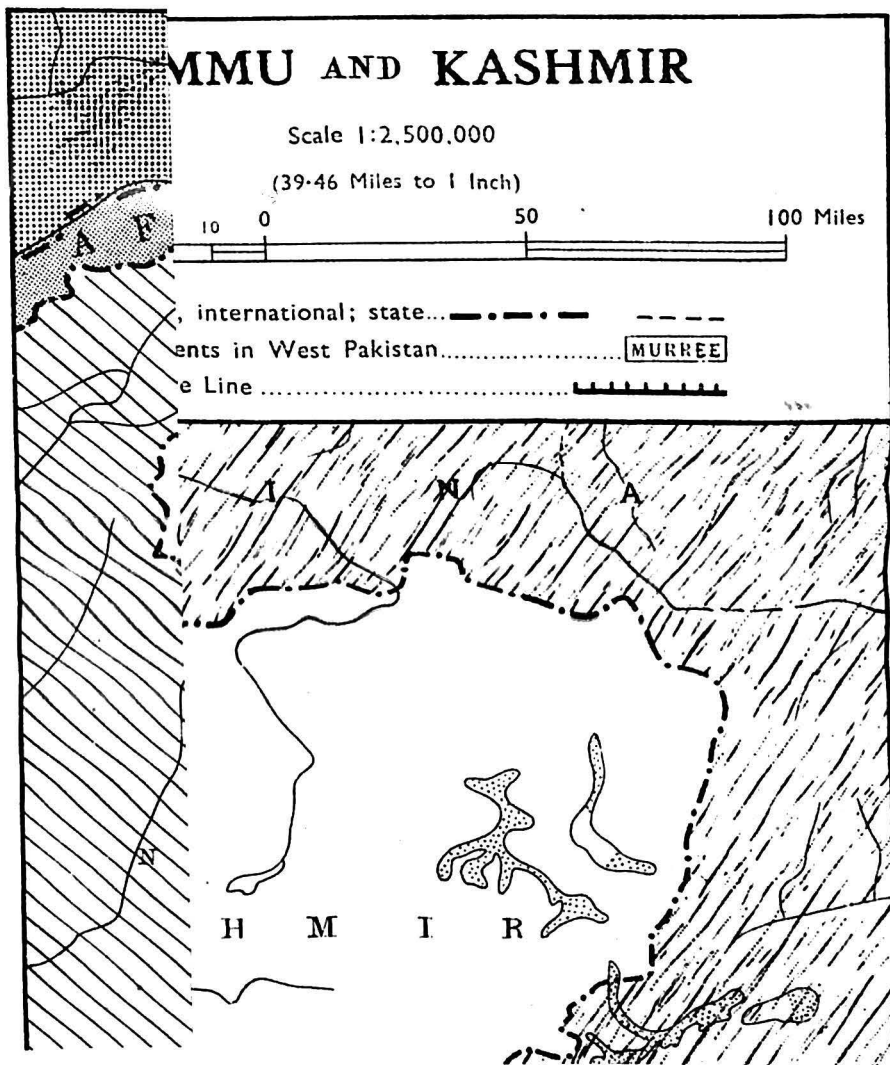 MMU AND KASHMIR
Scale 1:2,500,000
(39·46 Miles to 1 Inch)
10 0 50 100 Miles
A F
, international; state...
ents in West Pakistan.................... MURREE
e Line ........................................
I N A
N
H M I R